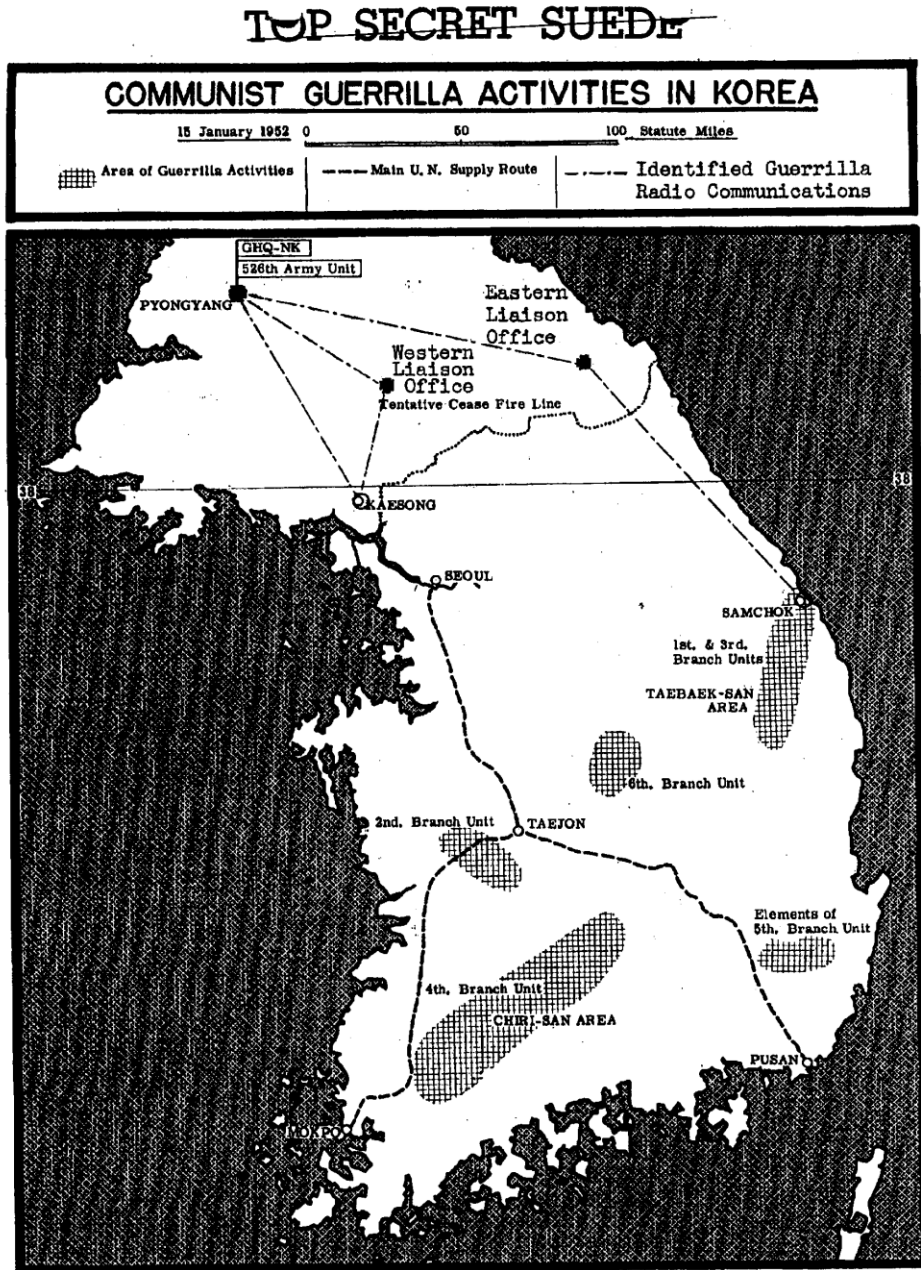 TOP SECRET SUEDE
COMMUNIST GUERRILLA ACTIVITIES IN KOREA
15 January 1952 0 50 100 Statute Miles
Area of Guerrilla Activities
Main U. N. Supply Route
Identified Guerrilla
Radio Communications
GHQ-NK
526th Army Unit
PYONGYANG
Eastern
Liaison
Office
Western
Liaison
Office
Tentative Cease Fire Line
38
38
KAESONG
SEOUL
SAMCHOK
1st. & 3rd.
Branch Units
TAEBAEK-SAN
AREA
6th. Branch Unit
2nd. Branch Unit
TAEJON
Elements of
5th. Branch Unit
4th. Branch Unit
CHIRI-SAN AREA
PUSAN
MOKPO